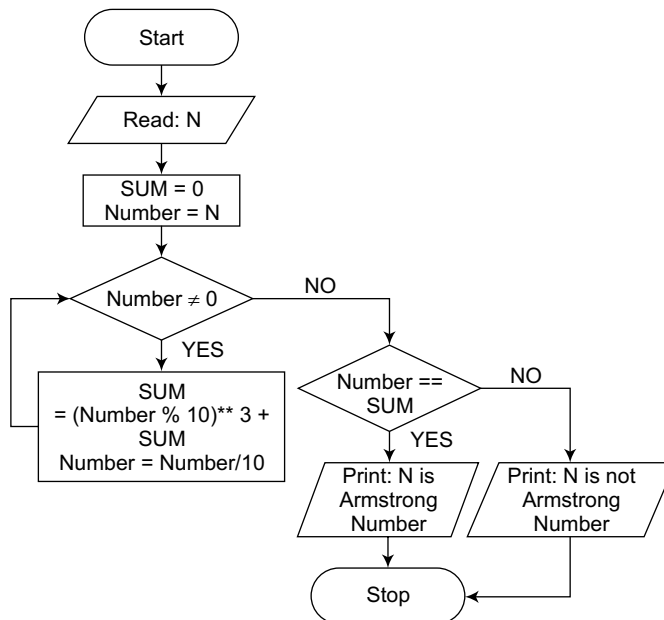 Start
Read: N
SUM = 0
Number = N
Number ≠ 0
NO
YES
SUM
= (Number % 10)** 3 +
SUM
Number = Number/10
Number ==
SUM
NO
YES
Print: N is
Armstrong
Number
Print: N is not
Armstrong
Number
Stop